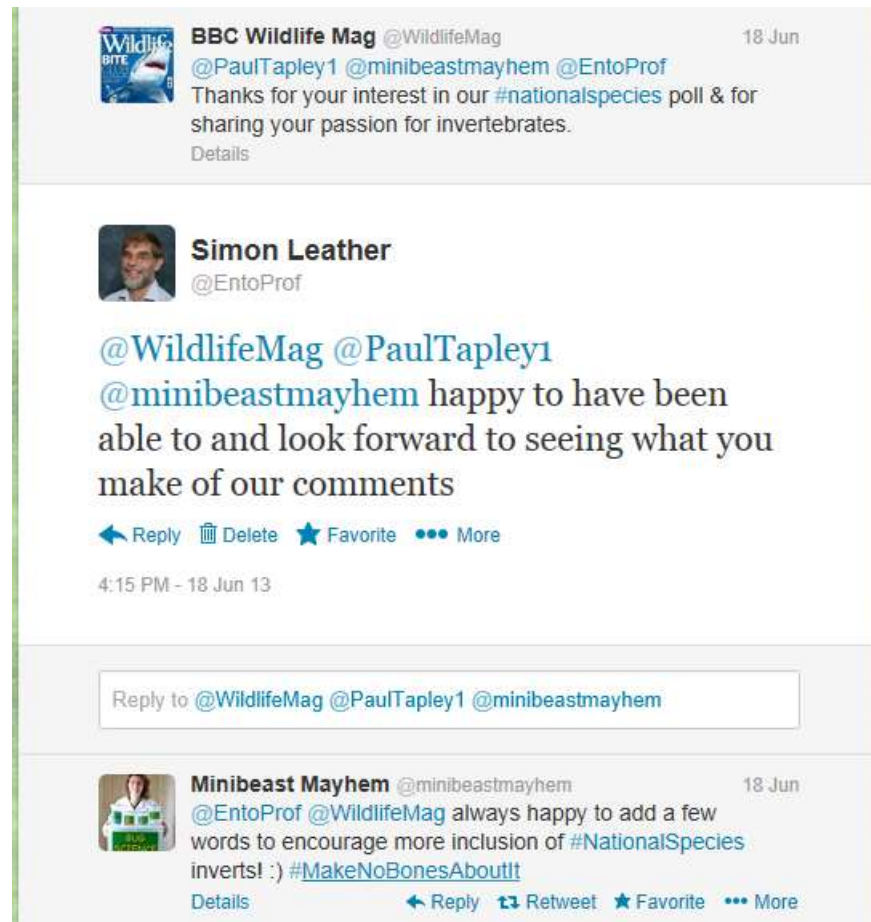 Wildlife
BITE
BBC Wildlife Mag @WildlifeMag 18 Jun
@PaulTapley1 @minibeastmayhem @EntoProf
Thanks for your interest in our #nationalspecies poll & for
sharing your passion for invertebrates.
Details
Simon Leather
@EntoProf
@WildlifeMag @PaulTapley1
@minibeastmayhem happy to have been
able to and look forward to seeing what you
make of our comments
Reply Delete Favorite More
4:15 PM - 18 Jun 13
Reply to @WildlifeMag @PaulTapley1 @minibeastmayhem
Minibeast Mayhem @minibeastmayhem 18 Jun
@EntoProf @WildlifeMag always happy to add a few
words to encourage more inclusion of #NationalSpecies
inverts! :) #MakeNoBonesAboutIt
BUG
SCIENCE
Details Reply Retweet Favorite More